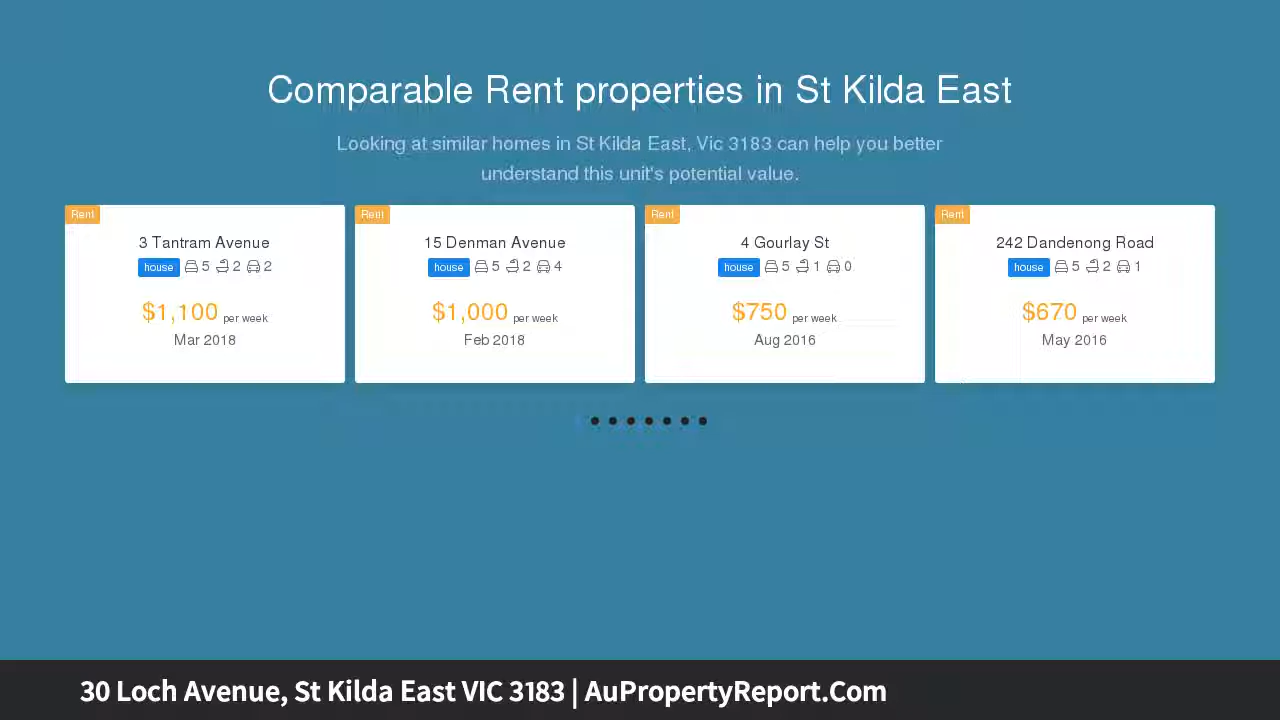 Comparable Rent properties in St Kilda East
Looking at similar homes in St Kilda East, Vic 3183 can help you better
understand this unit's potential value.
Rent
3 Tantram Avenue
house 5 2 2
$1,100 per week
Mar 2018
Rent
15 Denman Avenue
house 5 2 4
$1,000 per week
Feb 2018
Rent
4 Gourlay St
house 5 1 0
$750 per week
Aug 2016
Rent
242 Dandenong Road
house 5 2 1
$670 per week
May 2016
30 Loch Avenue, St Kilda East VIC 3183 | AuPropertyReport.Com